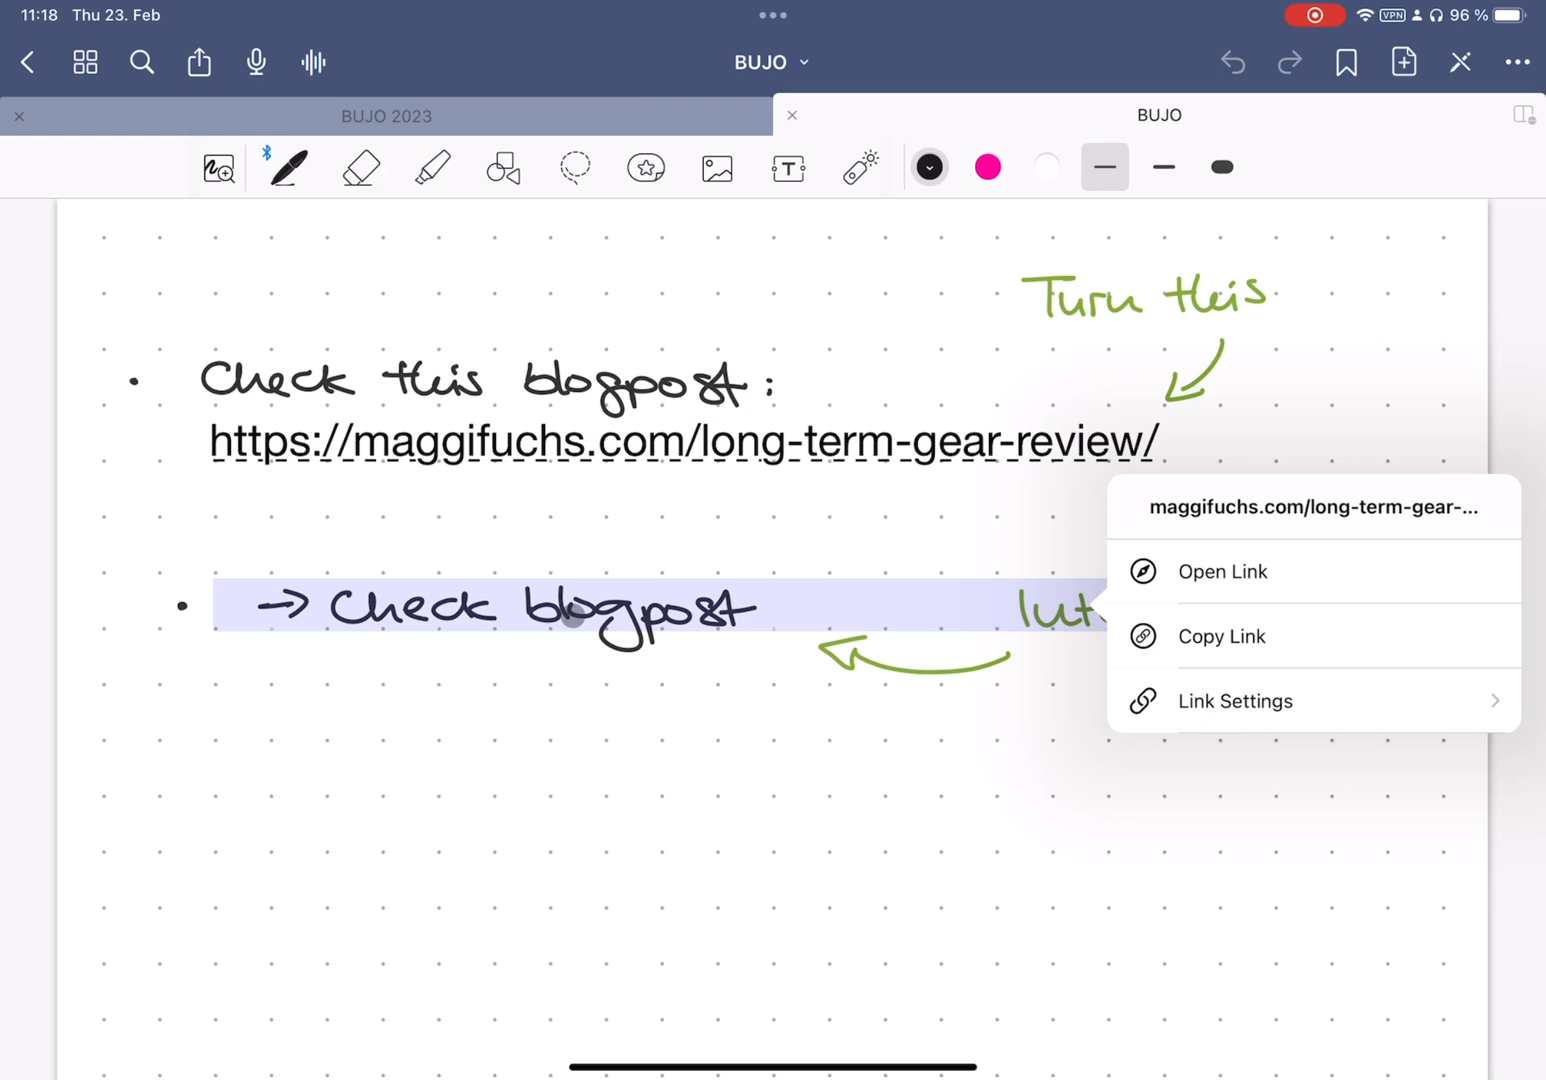 11:18 Thu 23. Feb
VPN 96 %
BUJO
BUJO 2023
BUJO
T
Turn this
• Check this blogpost:
https://maggifuchs.com/long-term-gear-review/
maggifuchs.com/long-term-gear-...
Open Link
• → Check blogpost
Copy Link
Link Settings